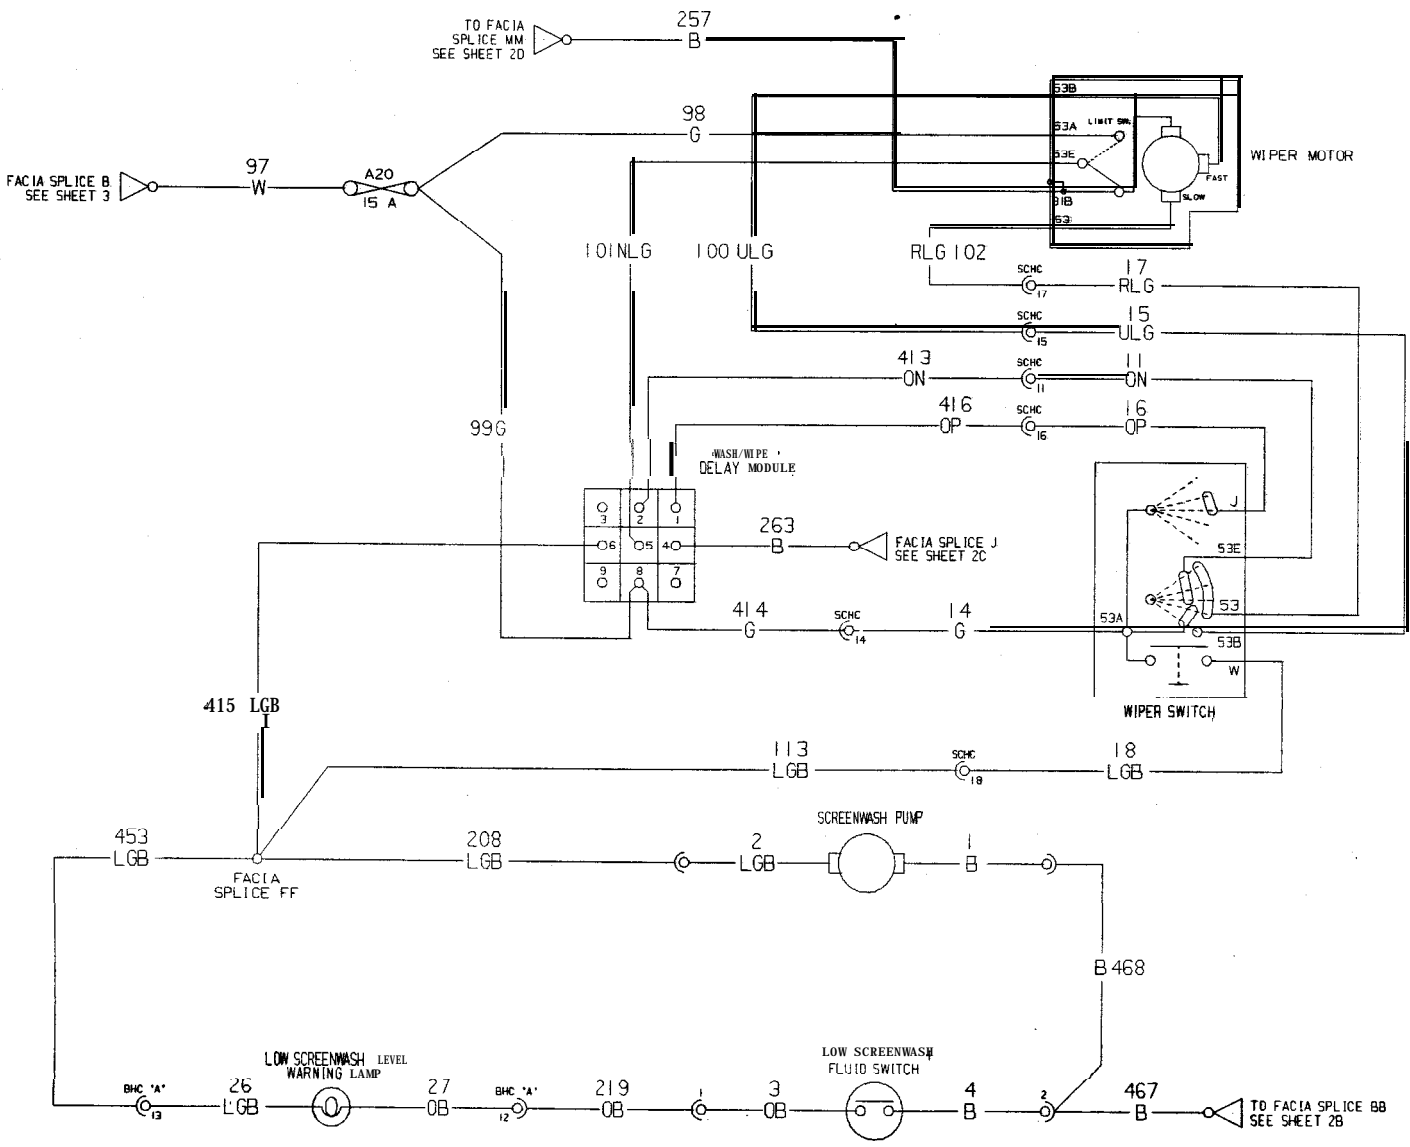 TO FACIA
SPLICE MM
SEE SHEET 2D
257
B
53B
98
G
53A
LIMIT SW.
53E
WIPER MOTOR
FAST
SLOW
31B
53
FACIA SPLICE B
SEE SHEET 3
97
W
A20
15 A
101NLG
100 ULG
RLG 102
SCHC
17
17
RLG
SCHC
15
15
ULG
413
ON
SCHC
11
11
ON
416
OP
SCHC
16
16
OP
99G
WASH/WIPE
DELAY MODULE
3
2
1
6
5
4
9
8
7
263
B
FACIA SPLICE J
SEE SHEET 2C
J
53E
53
53A
53B
W
414
G
SCHC
14
14
G
WIPER SWITCH
415 LGB
113
LGB
SCHC
18
18
LGB
453
LGB
FACIA
SPLICE FF
208
LGB
2
LGB
SCREENWASH PUMP
1
B
B 468
LOW SCREENWASH LEVEL
WARNING LAMP
BHC 'A'
13
26
LGB
27
OB
BHC 'A'
12
219
OB
1
3
OB
LOW SCREENWASH
FLUID SWITCH
4
B
2
467
B
TO FACIA SPLICE BB
SEE SHEET 2B